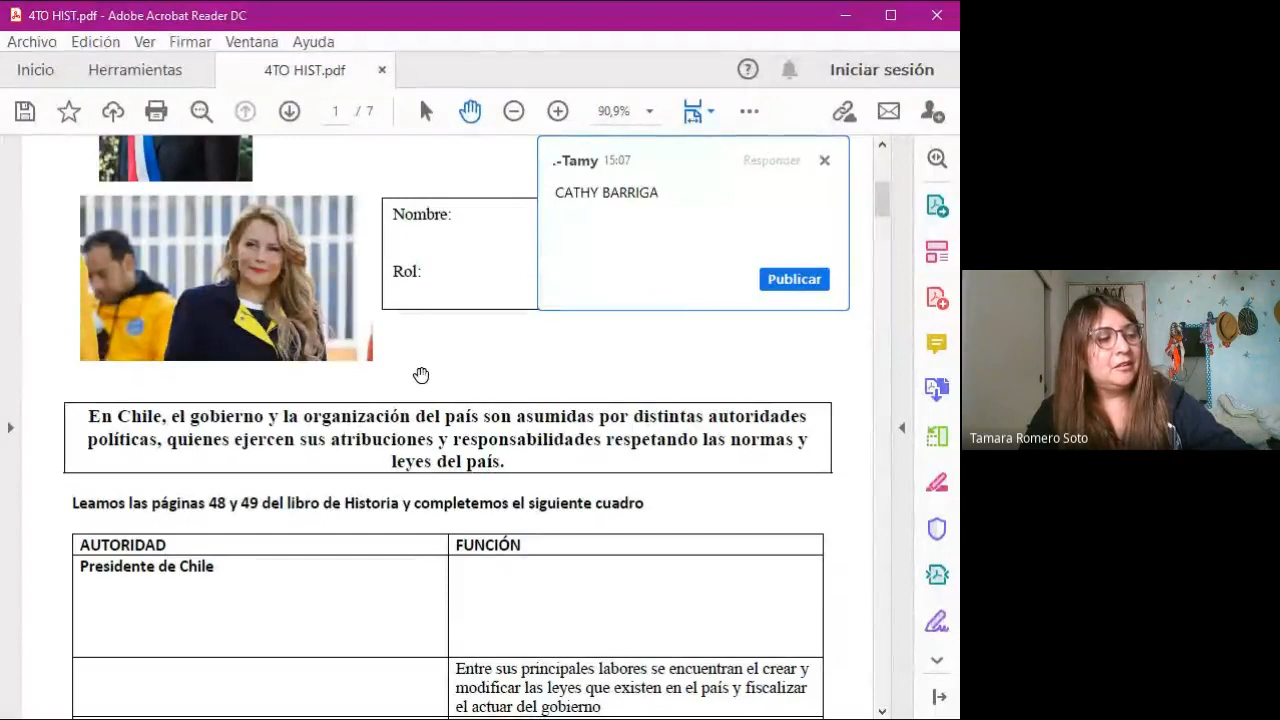 4TO HIST.pdf - Adobe Acrobat Reader DC
Archivo Edición Ver Firmar Ventana Ayuda
Inicio Herramientas 4TO HIST.pdf Iniciar sesión
1 / 7 90,9%
.-Tamy 15:07 Responder
CATHY BARRIGA
Publicar
Nombre:
Rol:
En Chile, el gobierno y la organización del país son asumidas por distintas autoridades
políticas, quienes ejercen sus atribuciones y responsabilidades respetando las normas y
leyes del país.
Leamos las páginas 48 y 49 del libro de Historia y completemos el siguiente cuadro
AUTORIDAD FUNCIÓN
Presidente de Chile
Entre sus principales labores se encuentran el crear y
modificar las leyes que existen en el país y fiscalizar
el actuar del gobierno
Tamara Romero Soto